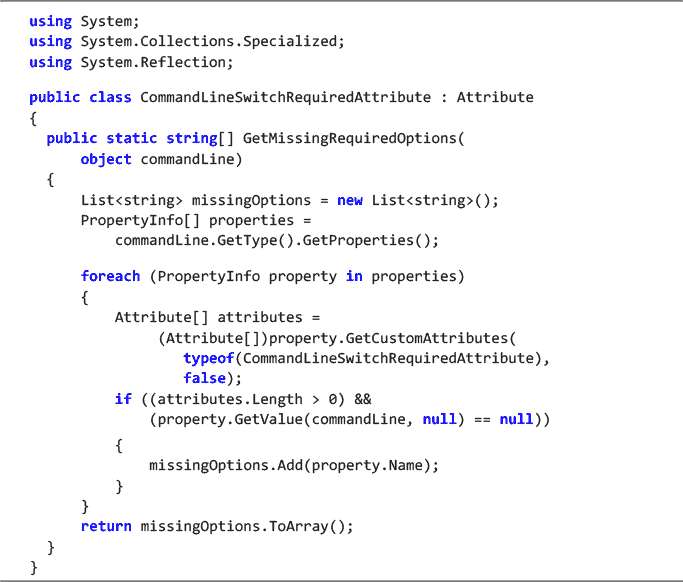 using System;
using System.Collections.Specialized;
using System.Reflection;
public class CommandLineSwitchRequiredAttribute : Attribute
{
  public static string[] GetMissingRequiredOptions(
      object commandLine)
  {
      List<string> missingOptions = new List<string>();
      PropertyInfo[] properties =
          commandLine.GetType().GetProperties();
      foreach (PropertyInfo property in properties)
      {
          Attribute[] attributes =
               (Attribute[])property.GetCustomAttributes(
                  typeof(CommandLineSwitchRequiredAttribute),
                  false);
          if ((attributes.Length > 0) &&
              (property.GetValue(commandLine, null) == null))
          {
              missingOptions.Add(property.Name);
          }
      }
      return missingOptions.ToArray();
  }
}